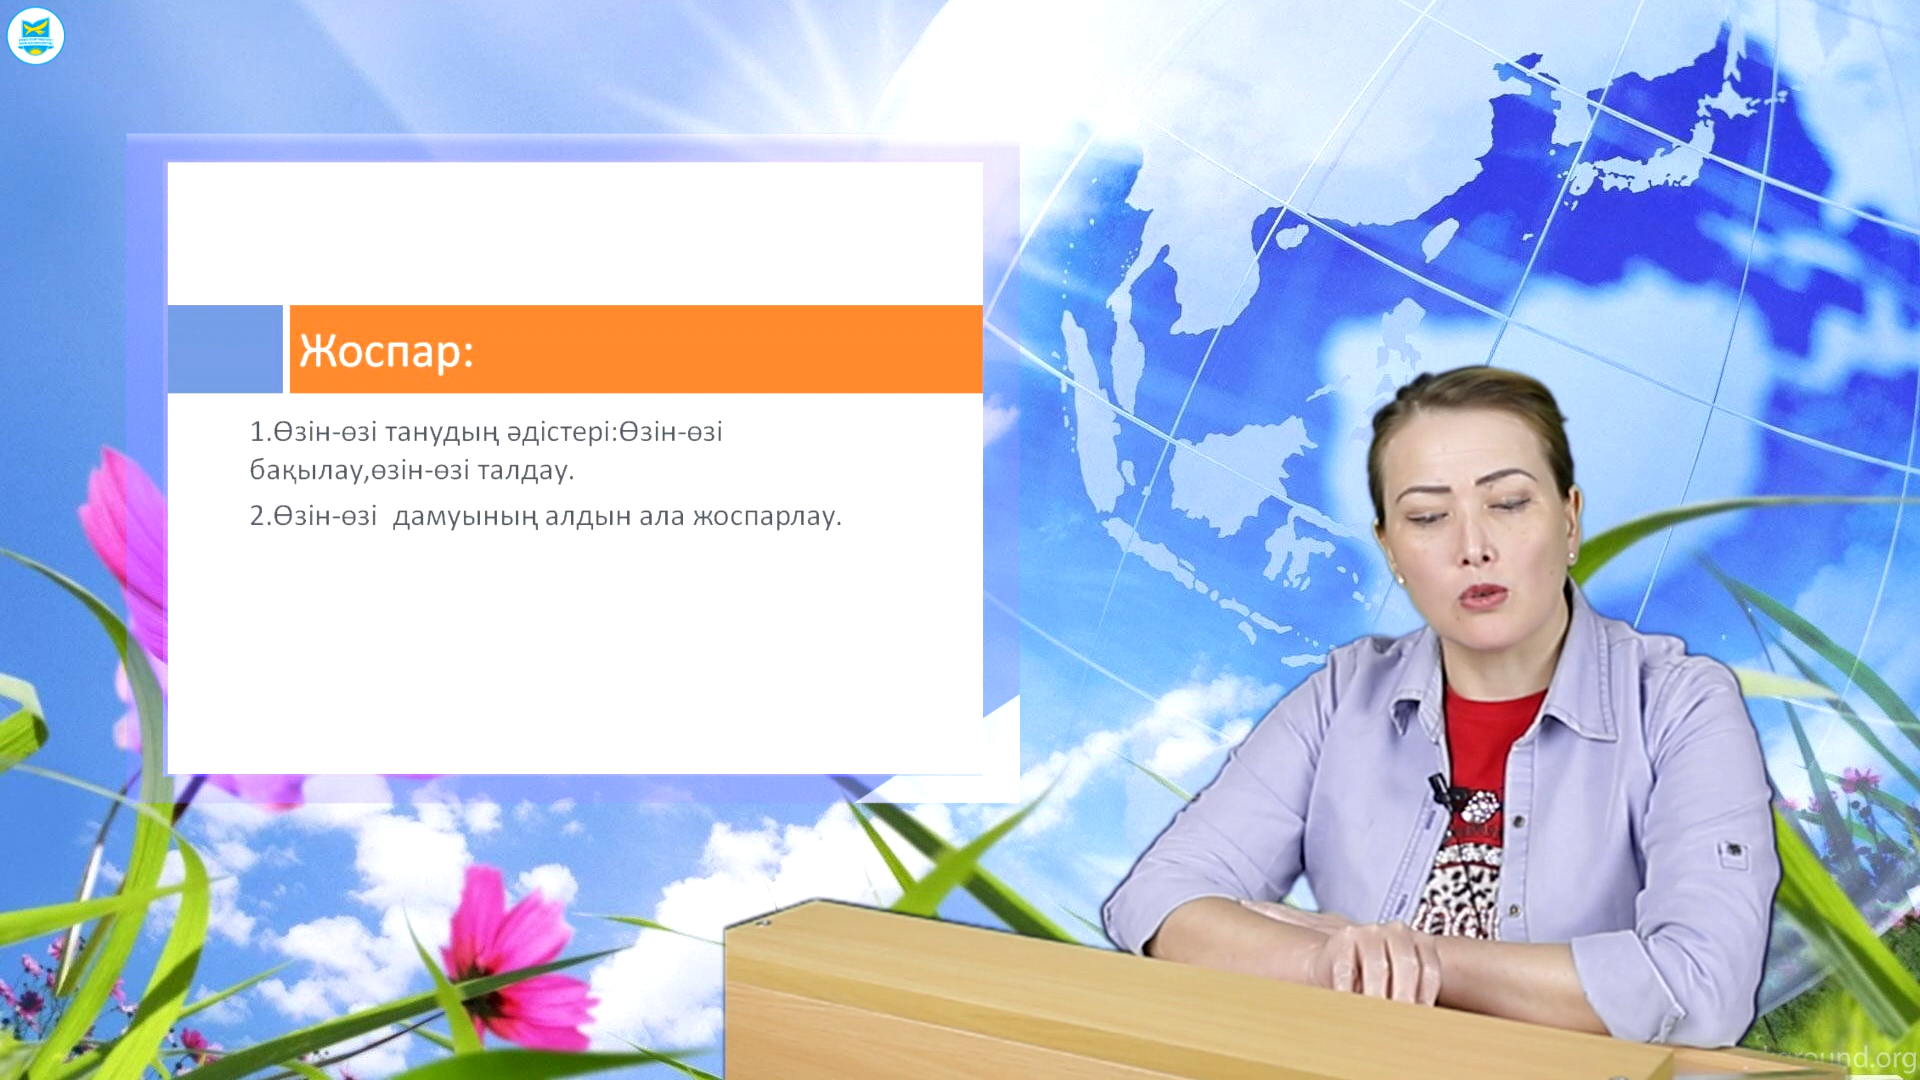 Жоспар:
1.Өзін-өзі танудың әдістері:Өзін-өзі
бақылау,өзін-өзі талдау.
2.Өзін-өзі  дамуының алдын ала жоспарлау.